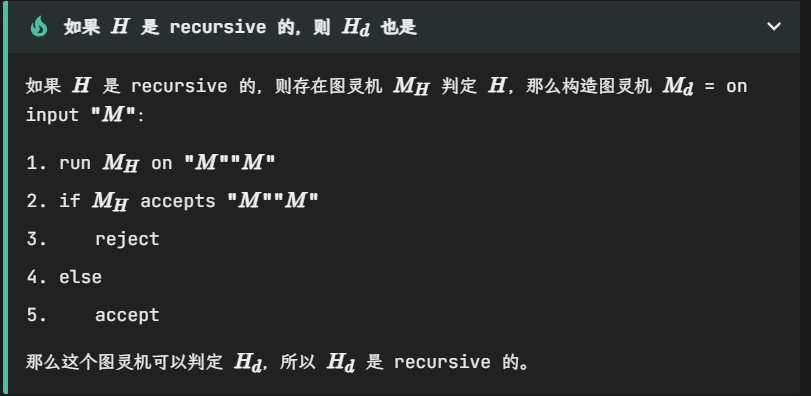 如果 H 是 recursive 的，则 H_d 也是
如果 H 是 recursive 的，则存在图灵机 M_H 判定 H，那么构造图灵机 M_d = on
input "M"：
1. run M_H on "M""M"
2. if M_H accepts "M""M"
3. reject
4. else
5. accept
那么这个图灵机可以判定 H_d，所以 H_d 是 recursive 的。